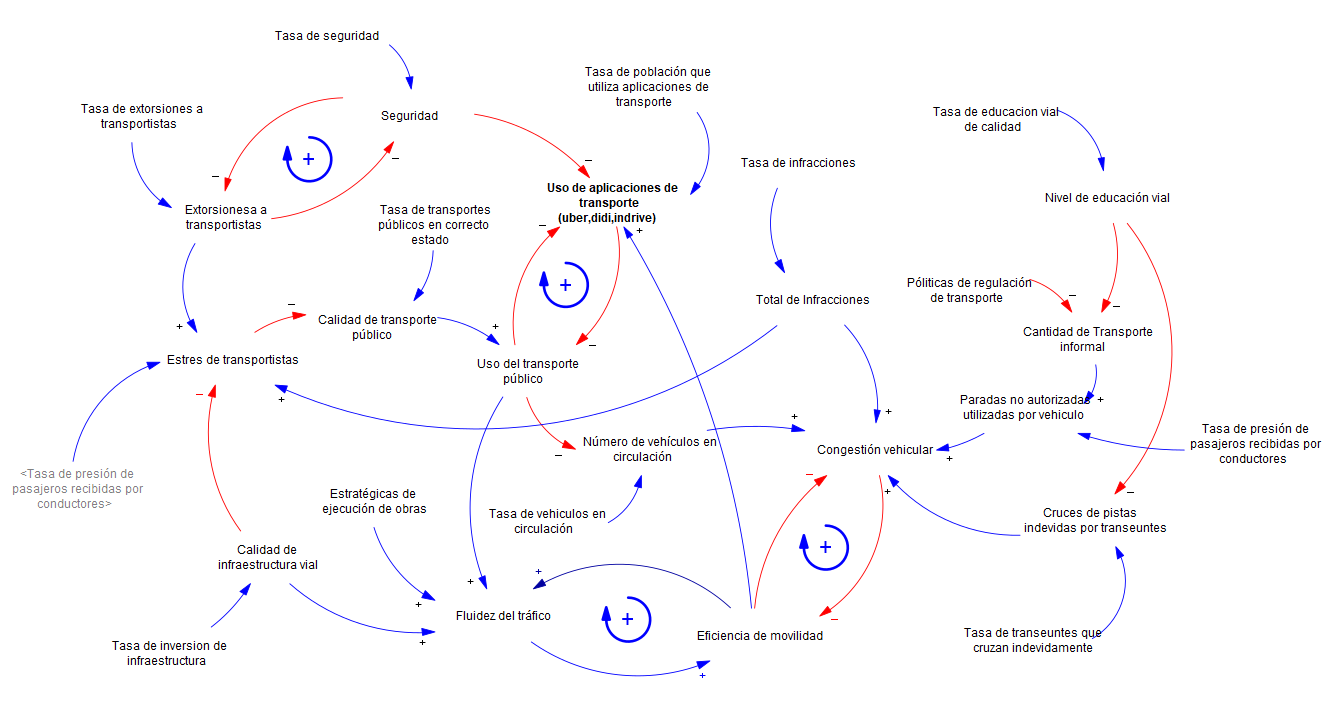 Tasa de seguridad
Tasa de población que
utiliza aplicaciones de
transporte
Tasa de extorsiones a
transportistas
Seguridad
Tasa de educacion vial
de calidad
Tasa de infracciones
Uso de aplicaciones de
transporte
(uber,didi,indrive)
Nivel de educación vial
Extorsionesa a
transportistas
Tasa de transportes
públicos en correcto
estado
Póliticas de regulación
de transporte
Total de Infracciones
Calidad de transporte
público
Cantidad de Transporte
informal
Estres de transportistas
Uso del transporte
público
Paradas no autorizadas
utilizadas por vehiculo
Número de vehículos en
circulación
Congestión vehicular
Tasa de presión de
pasajeros recibidas por
conductores
<Tasa de presión de
pasajeros recibidas por
conductores>
Estratégicas de
ejecución de obras
Tasa de vehiculos en
circulación
Cruces de pistas
indevidas por transeuntes
Calidad de
infraestructura vial
Fluidez del tráfico
Eficiencia de movilidad
Tasa de inversion de
infraestructura
Tasa de transeuntes que
cruzan indevidamente